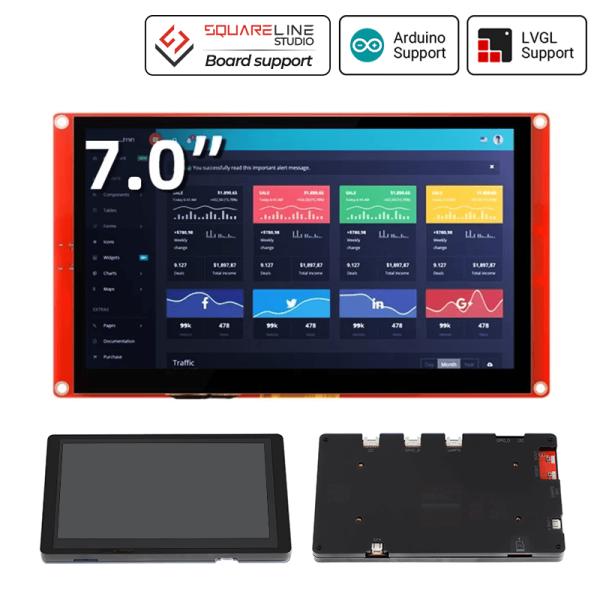 SQUARELINE
STUDIO
Board support
Arduino
Support
LVGL
Support
7.0”
You successfully read this important alert message.
SALE $1,890.65
SALE $1,890.65
SALE $1,890.65
SALE $1,890.65
+$780,98
Weekly
change
+$780,98
Weekly
change
+$780,98
Weekly
change
+$780,98
Weekly
change
9.127 $1,897,87
Deals Total income
9.127 $1,897,87
Deals Total income
9.127 $1,897,87
Deals Total income
9.127 $1,897,87
Deals Total income
Components
Tables
Forms
Icons
Widgets
Charts
Maps
EXTRAS
Pages
Documentation
Purchase
f
in
G+
99k 478
99k 478
99k 478
99k 478
Traffic
Day Month Year